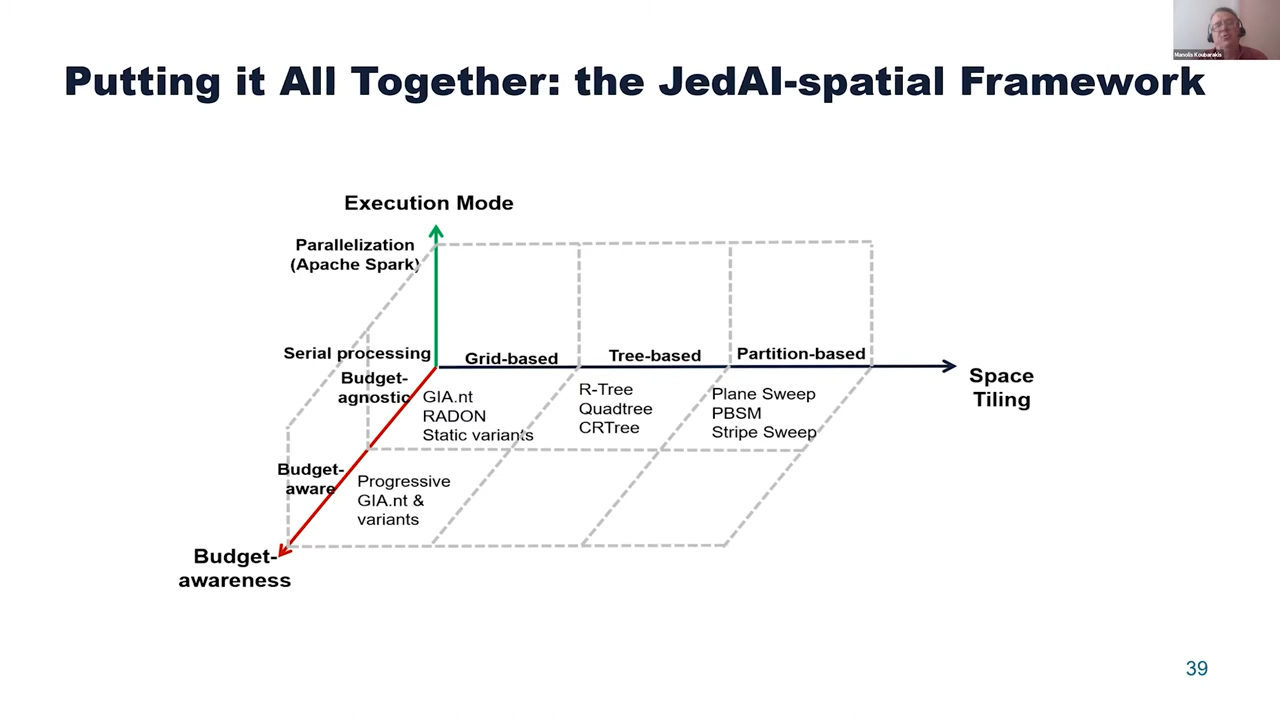 Manolis Koubarakis
Putting it All Together: the JedAI-spatial Framework
Execution Mode
Parallelization
(Apache Spark)
Serial processing
Grid-based
Tree-based
Partition-based
Space
Tiling
Budget-
agnostic
GIA.nt
RADON
Static variants
R-Tree
Quadtree
CRTree
Plane Sweep
PBSM
Stripe Sweep
Budget-
aware
Progressive
GIA.nt &
variants
Budget-
awareness
39